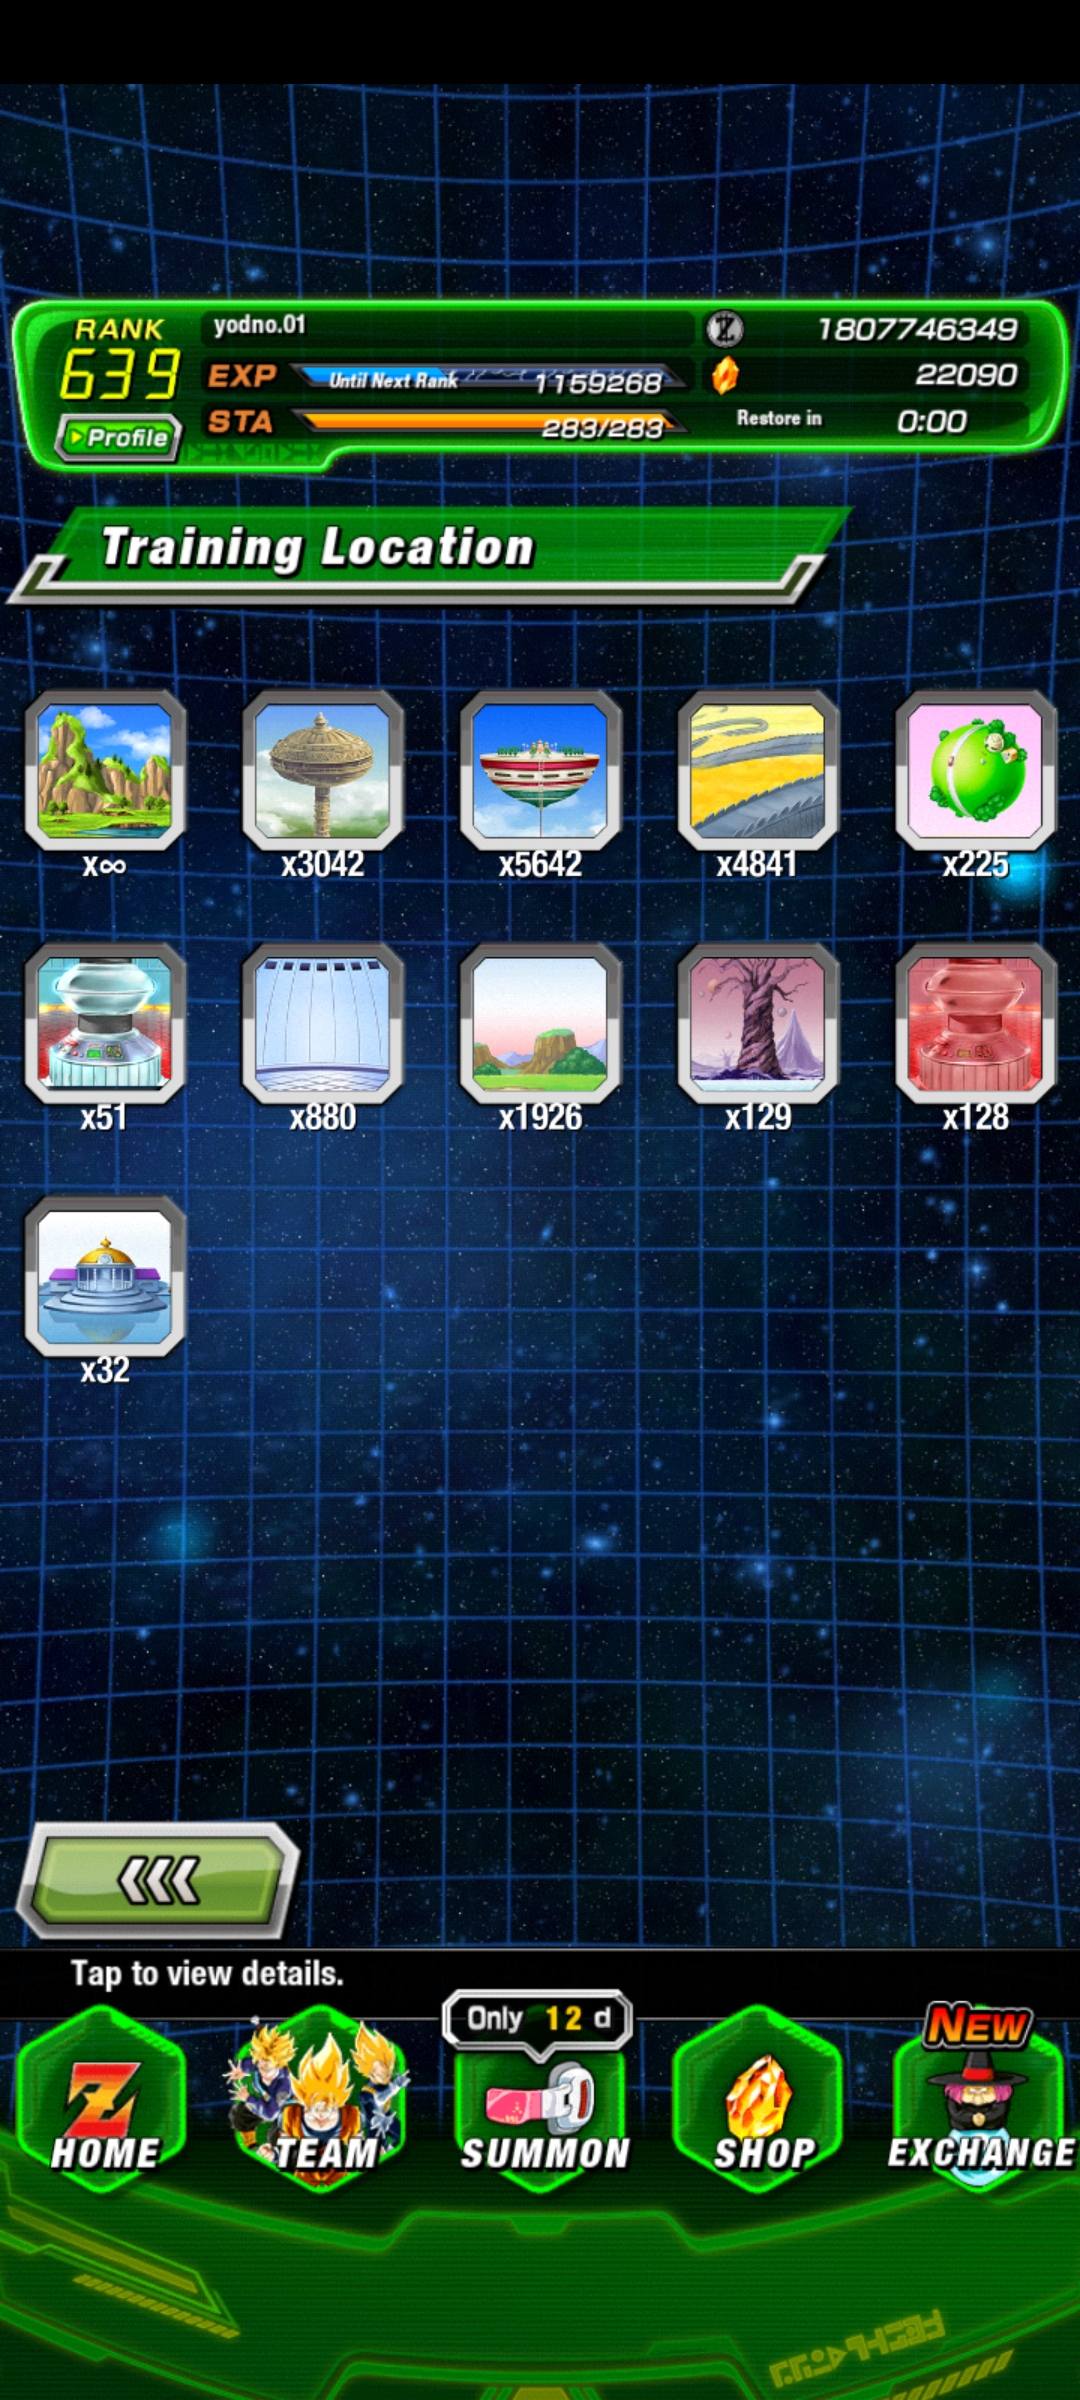 RANK
639
yodno.01
1807746349
EXP
Until Next Rank
1159268
22090
Profile
STA
283/283
Restore in
0:00
Training Location
x∞
x3042
x5642
x4841
x225
x51
x880
x1926
x129
x128
x32
Tap to view details.
Only 12 d
NEW
HOME
TEAM
SUMMON
SHOP
EXCHANGE